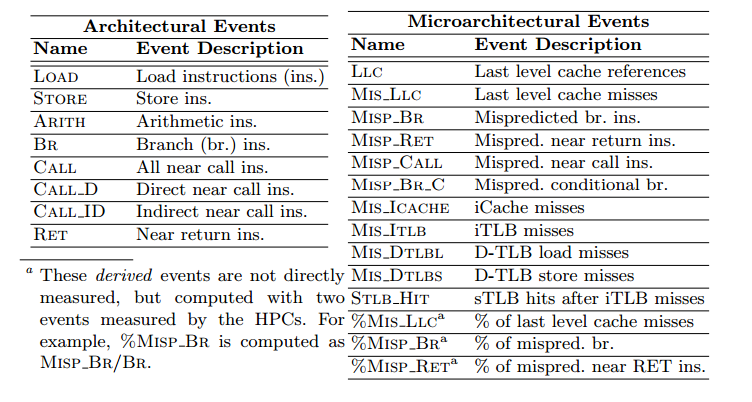 Architectural Events
Name Event Description
LOAD Load instructions (ins.)
STORE Store ins.
ARITH Arithmetic ins.
BR Branch (br.) ins.
CALL All near call ins.
CALL_D Direct near call ins.
CALL_ID Indirect near call ins.
RET Near return ins.
a These derived events are not directly
measured, but computed with two
events measured by the HPCs. For
example, %MISP_BR is computed as
MISP_BR/BR.
Microarchitectural Events
Name Event Description
LLC Last level cache references
MIS_LLC Last level cache misses
MISP_BR Mispredicted br. ins.
MISP_RET Mispred. near return ins.
MISP_CALL Mispred. near call ins.
MISP_BR_C Mispred. conditional br.
MIS_ICACHE iCache misses
MIS_ITLB iTLB misses
MIS_DTLBL D-TLB load misses
MIS_DTLBS D-TLB store misses
STLB_HIT sTLB hits after iTLB misses
%MIS_LLCa % of last level cache misses
%MISP_BRa % of mispred. br.
%MISP_RETa % of mispred. near RET ins.